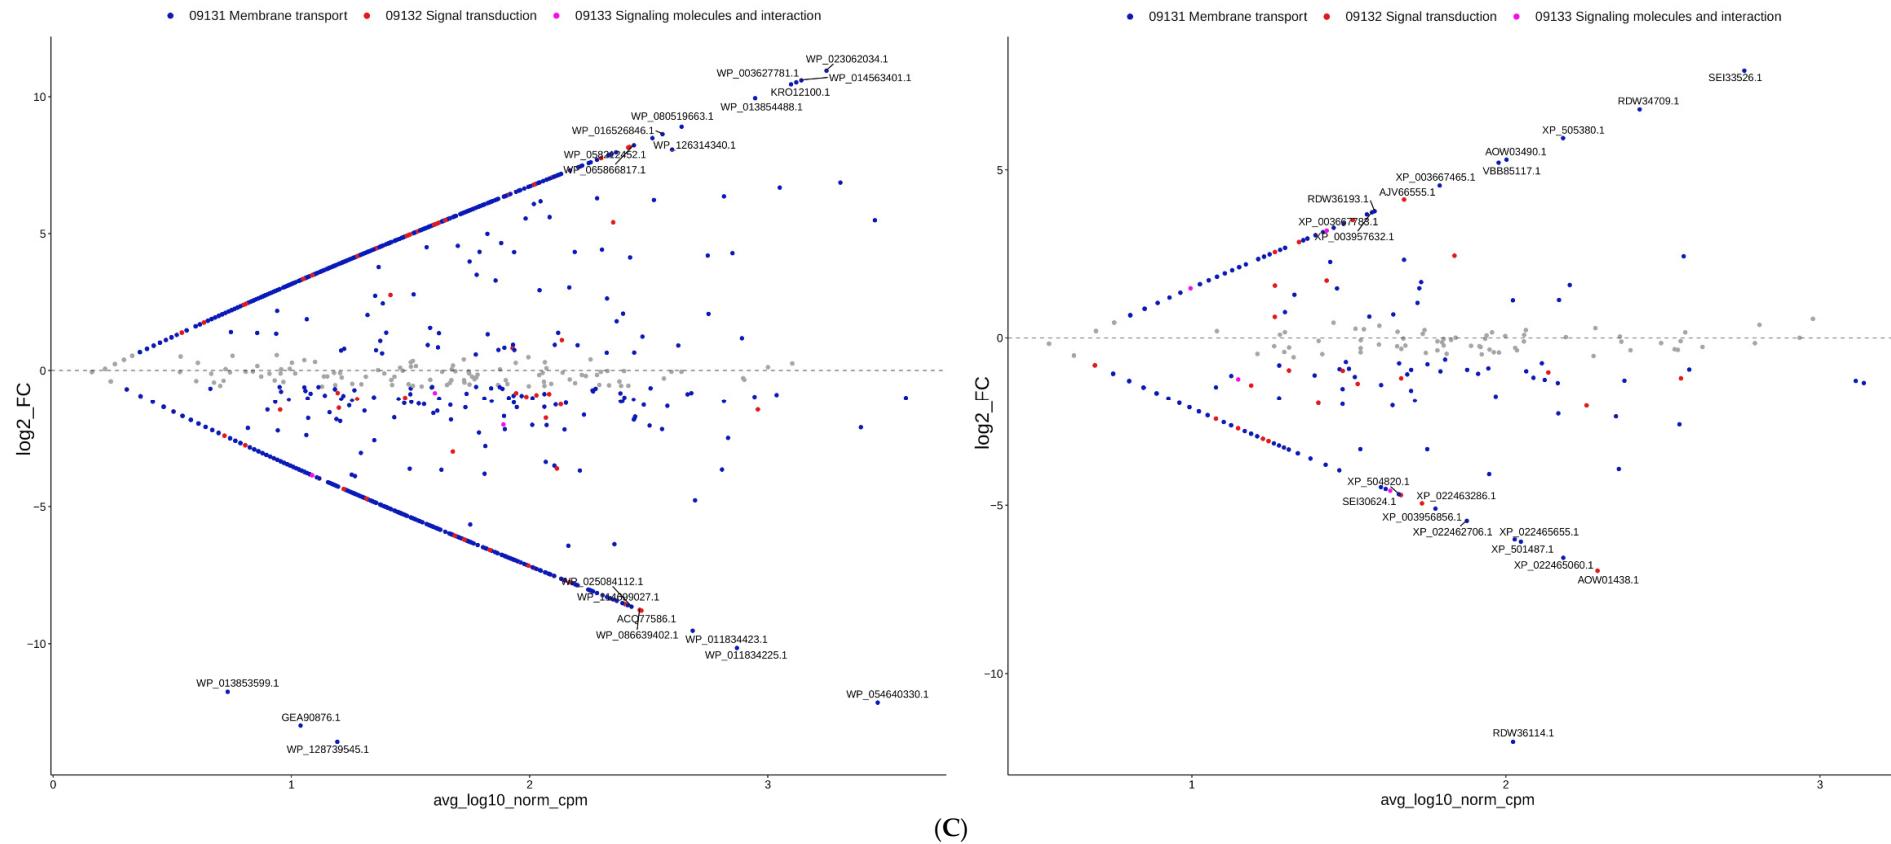 09131 Membrane transport 09132 Signal transduction 09133 Signaling molecules and interaction
WP_023062034.1
WP_003627781.1
WP_014563401.1
KRO12100.1
10
WP_013854488.1
WP_080519663.1
WP_016526846.1
WP_126314340.1
WP_065866817.1
5
0
log2_FC
−5
WP_025084112.1
ACO77586.1
WP_086639402.1
WP_011834423.1
−10
WP_011834225.1
WP_013853599.1
WP_054640330.1
GEA90876.1
WP_128739545.1
0 1 2 3
avg_log10_norm_cpm
09131 Membrane transport 09132 Signal transduction 09133 Signaling molecules and interaction
SEI33526.1
RDW34709.1
XP_505380.1
AOW03490.1
5
VBB85117.1
XP_003667465.1
AJV66555.1
RDW36193.1
XP_003667783.1
XP_003957632.1
0
log2_FC
XP_504820.1
XP_022463286.1
SEI30624.1
−5
XP_003956856.1
XP_022462706.1 XP_022465655.1
XP_501487.1
XP_022465060.1
AOW01438.1
−10
RDW36114.1
1 2 3
avg_log10_norm_cpm
(C)